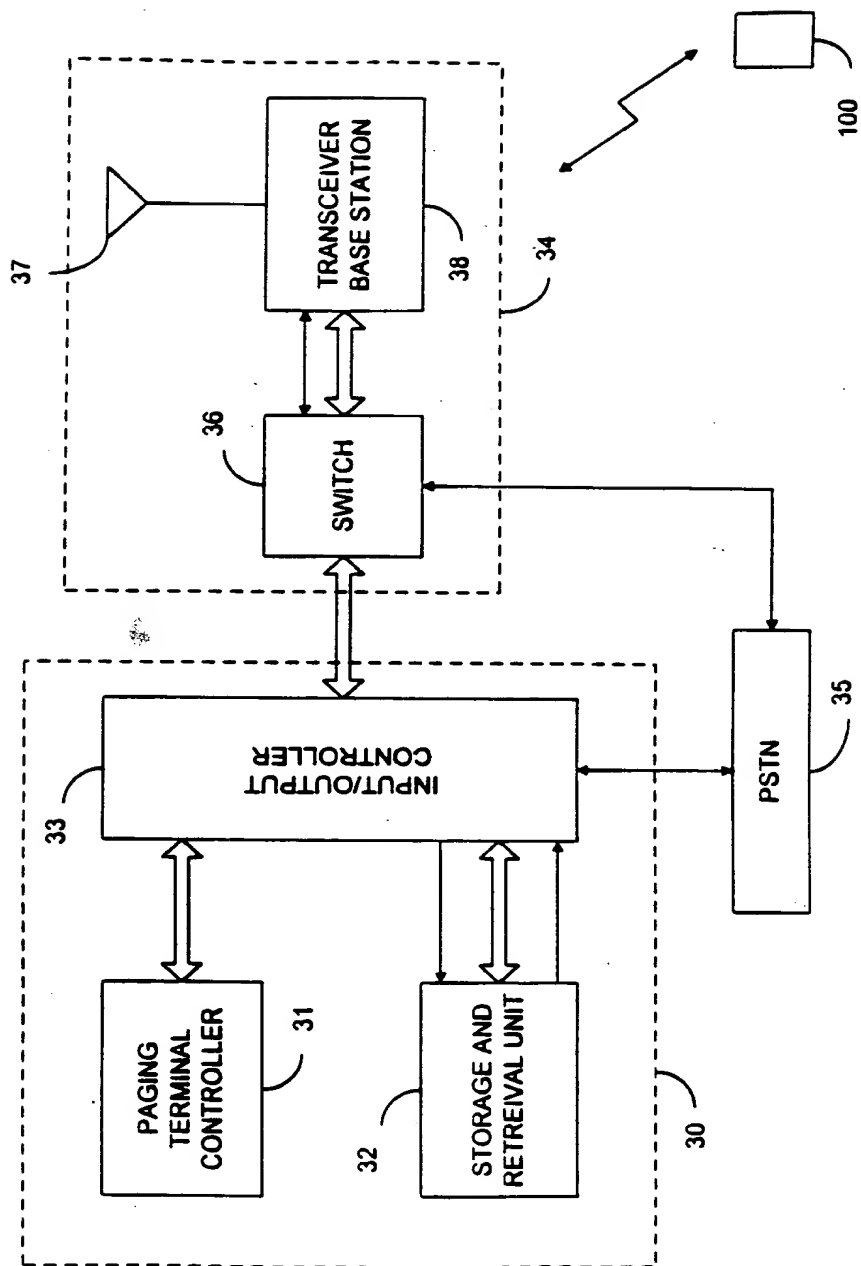 37
36
SWITCH
TRANSCEIVER
BASE STATION
38
34
100
33
INPUT/OUTPUT
CONTROLLER
PAGING
TERMINAL
CONTROLLER
31
32
STORAGE AND
RETREIVAL UNIT
30
PSTN
35